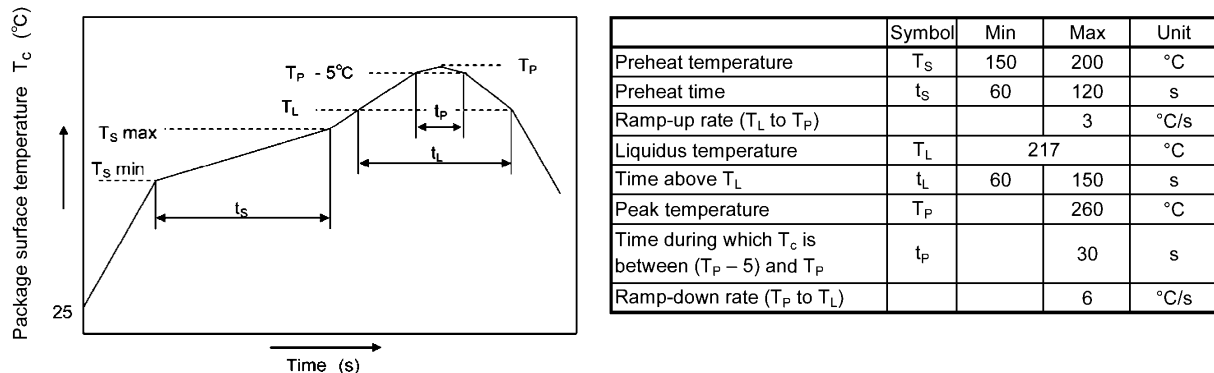 Package surface temperature T_c (°C)
T_P - 5°C
T_P
T_L
t_P
T_S max
t_L
T_S min
t_S
25
Time (s)
Symbol Min Max Unit
Preheat temperature T_S 150 200 °C
Preheat time t_S 60 120 s
Ramp-up rate (T_L to T_P) 3 °C/s
Liquidus temperature T_L 217 °C
Time above T_L t_L 60 150 s
Peak temperature T_P 260 °C
Time during which T_c is
between (T_P – 5) and T_P t_P 30 s
Ramp-down rate (T_P to T_L) 6 °C/s